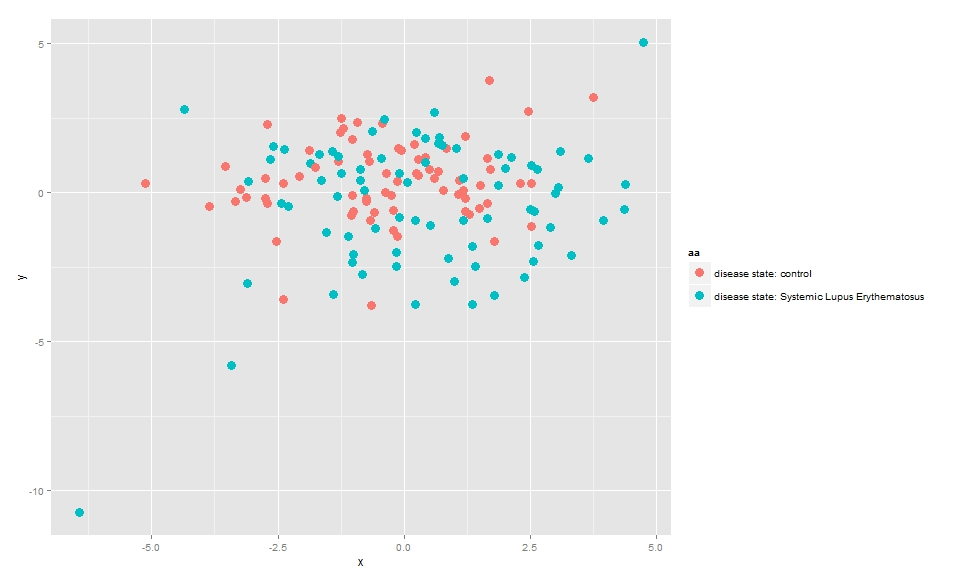 5
0
-5
-10
y
-5.0
-2.5
0.0
2.5
5.0
x
aa
disease state: control
disease state: Systemic Lupus Erythematosus